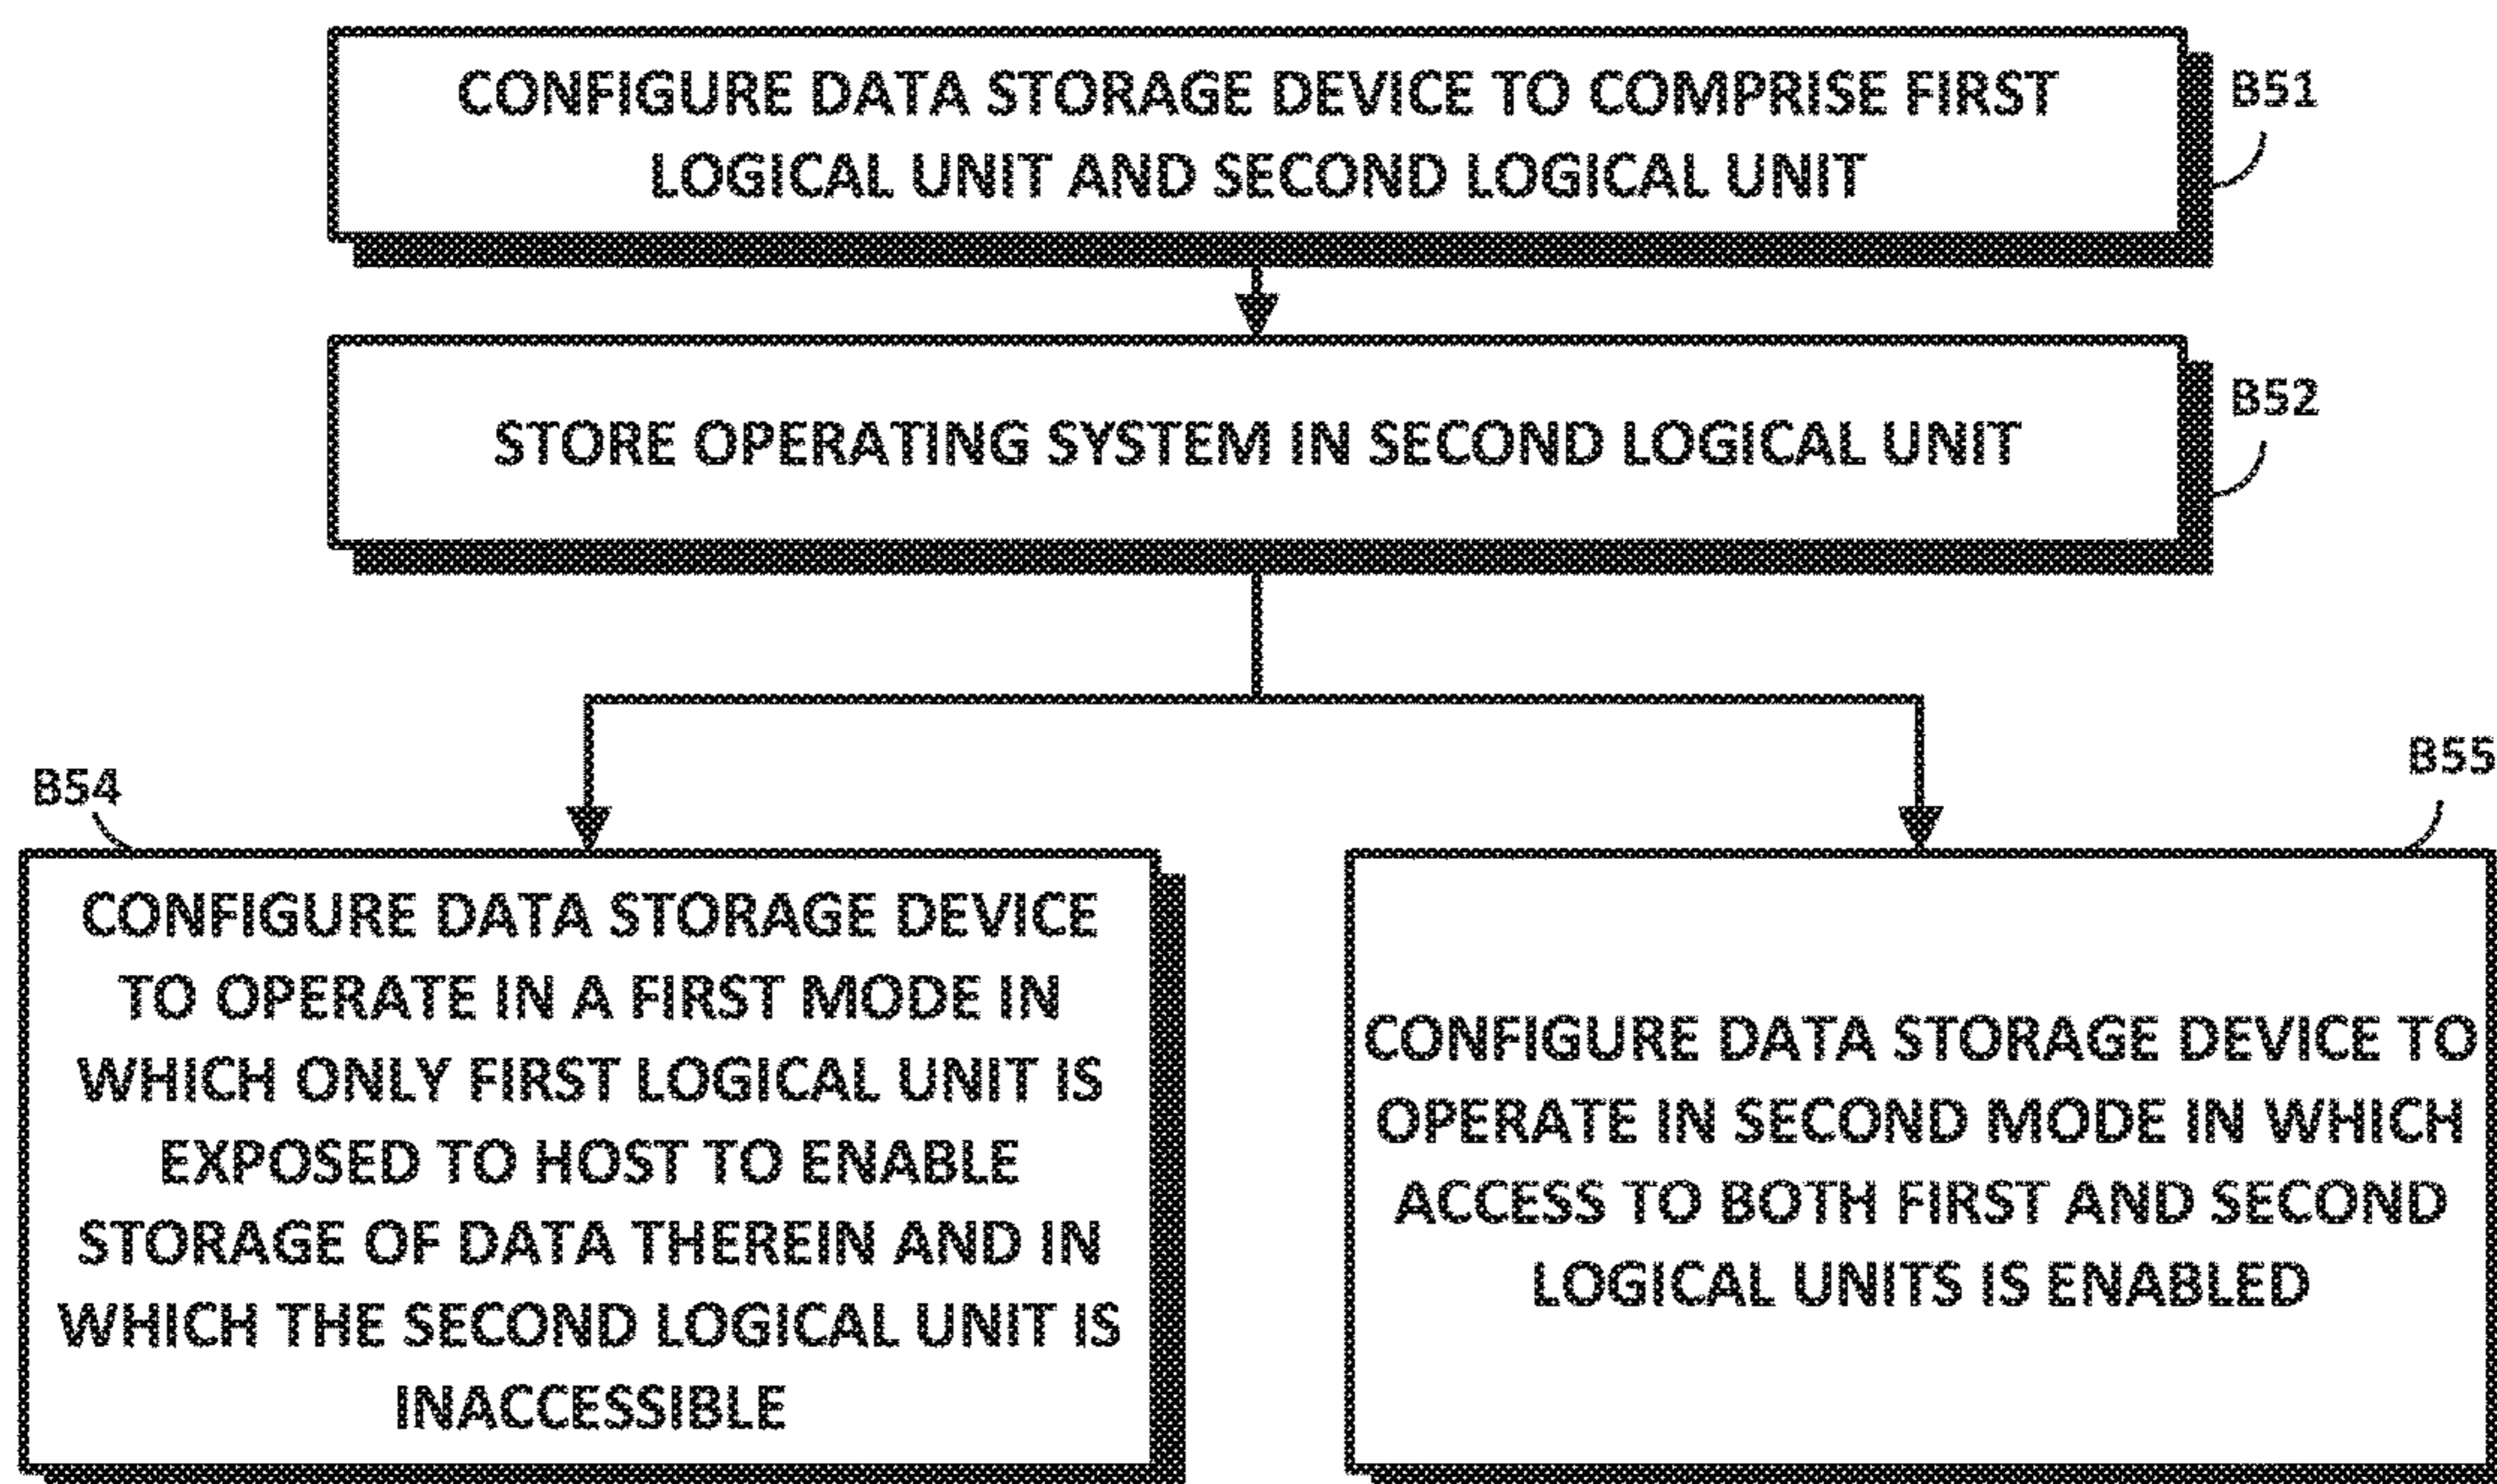 CONFIGURE DATA STORAGE DEVICE TO COMPRISE FIRST
LOGICAL UNIT AND SECOND LOGICAL UNIT
B51
STORE OPERATING SYSTEM IN SECOND LOGICAL UNIT
B52
B54
CONFIGURE DATA STORAGE DEVICE
TO OPERATE IN A FIRST MODE IN
WHICH ONLY FIRST LOGICAL UNIT IS
EXPOSED TO HOST TO ENABLE
STORAGE OF DATA THEREIN AND IN
WHICH THE SECOND LOGICAL UNIT IS
INACCESSIBLE
B55
CONFIGURE DATA STORAGE DEVICE TO
OPERATE IN SECOND MODE IN WHICH
ACCESS TO BOTH FIRST AND SECOND
LOGICAL UNITS IS ENABLED